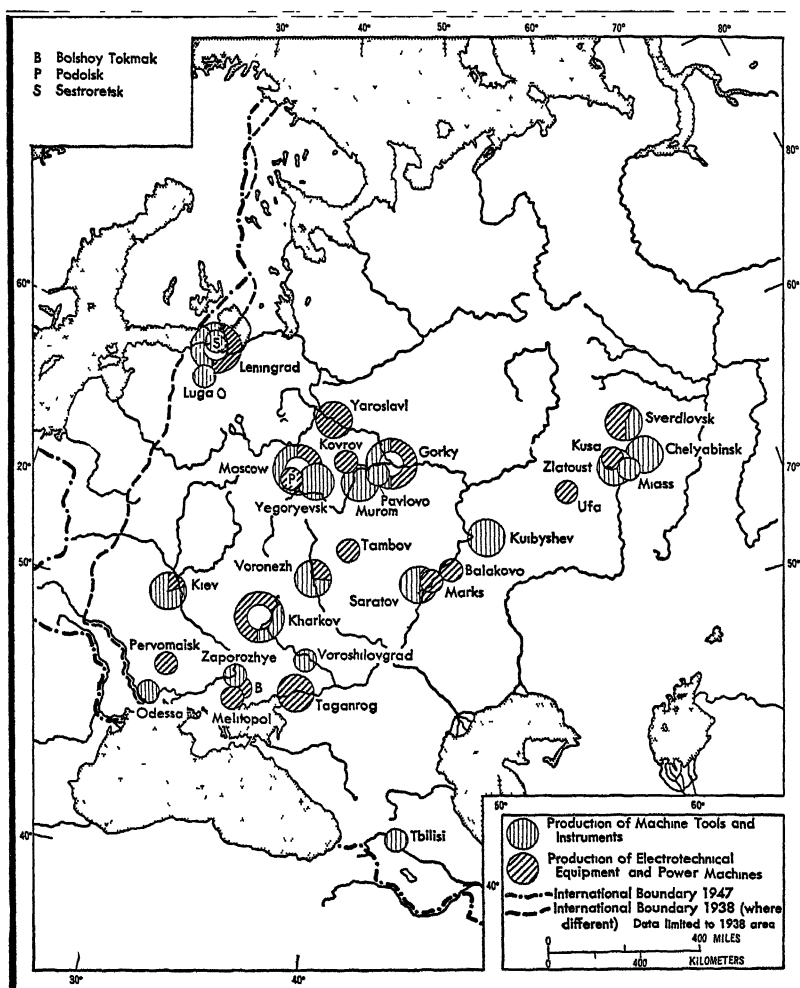 B Bolshoy Tokmak
P Podolsk
S Sestroretsk
30° 40° 50° 60° 70° 80°
80°
60° 60°
S
Leningrad
Luga
Yaroslavl
Kovrov
Gorky
Moscow
P
Yegoryevsk
Murom
Pavlovo
Sverdlovsk
Kusa
Chelyabinsk
Zlatoust
Miass
Ufa
20° 70°
Tambov
Kuibyshev
50° 50°
Voronezh
Balakovo
Kiev
Saratov
Marks
Kharkov
Pervomaisk
Zaporozhye
Voroshilovgrad
B
Odessa
Melitopol
Taganrog
50° 60°
40°
Tbilisi
40°
Production of Machine Tools and
Instruments
Production of Electrotechnical
Equipment and Power Machines
International Boundary 1947
International Boundary 1938 (where
different) Data limited to 1938 area
0 400 MILES
0 400 KILOMETERS
30° 40°